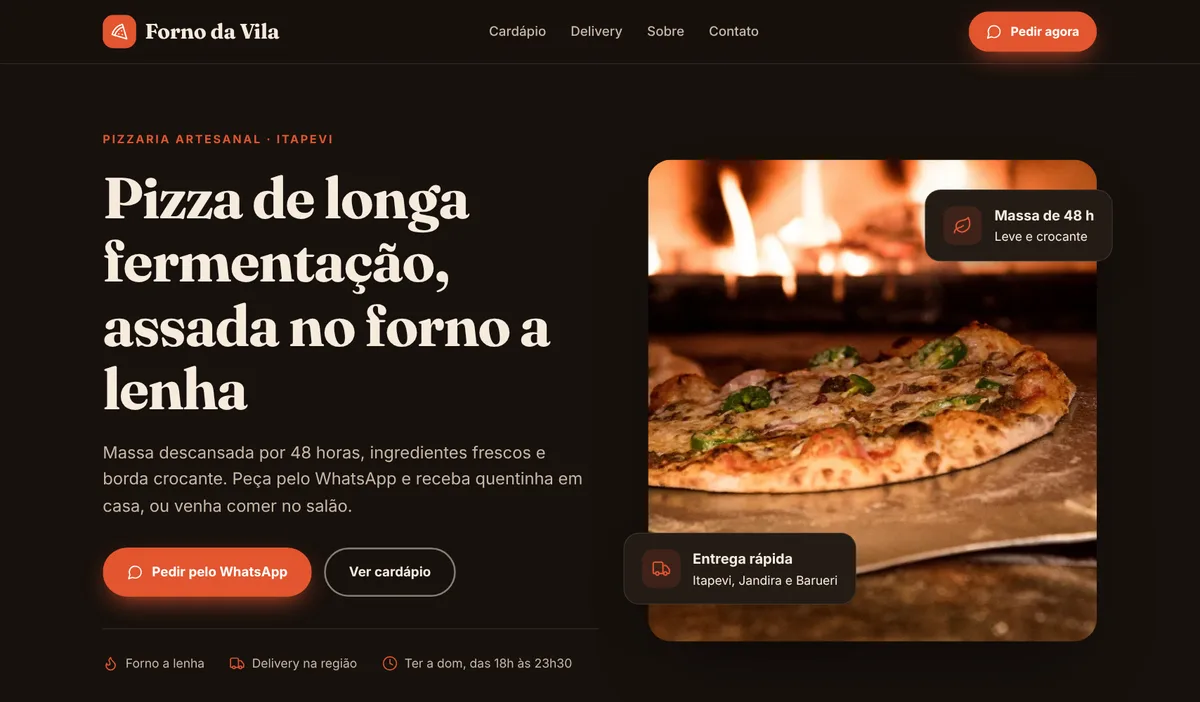 Forno da Vila
Cardápio
Delivery
Sobre
Contato
Pedir agora
PIZZARIA ARTESANAL · ITAPEVI
Pizza de longa
fermentação,
assada no forno a
lenha
Massa descansada por 48 horas, ingredientes frescos e
borda crocante. Peça pelo WhatsApp e receba quentinha em
casa, ou venha comer no salão.
Pedir pelo WhatsApp
Ver cardápio
Forno a lenha
Delivery na região
Ter a dom, das 18h às 23h30
Massa de 48 h
Leve e crocante
Entrega rápida
Itapevi, Jandira e Barueri